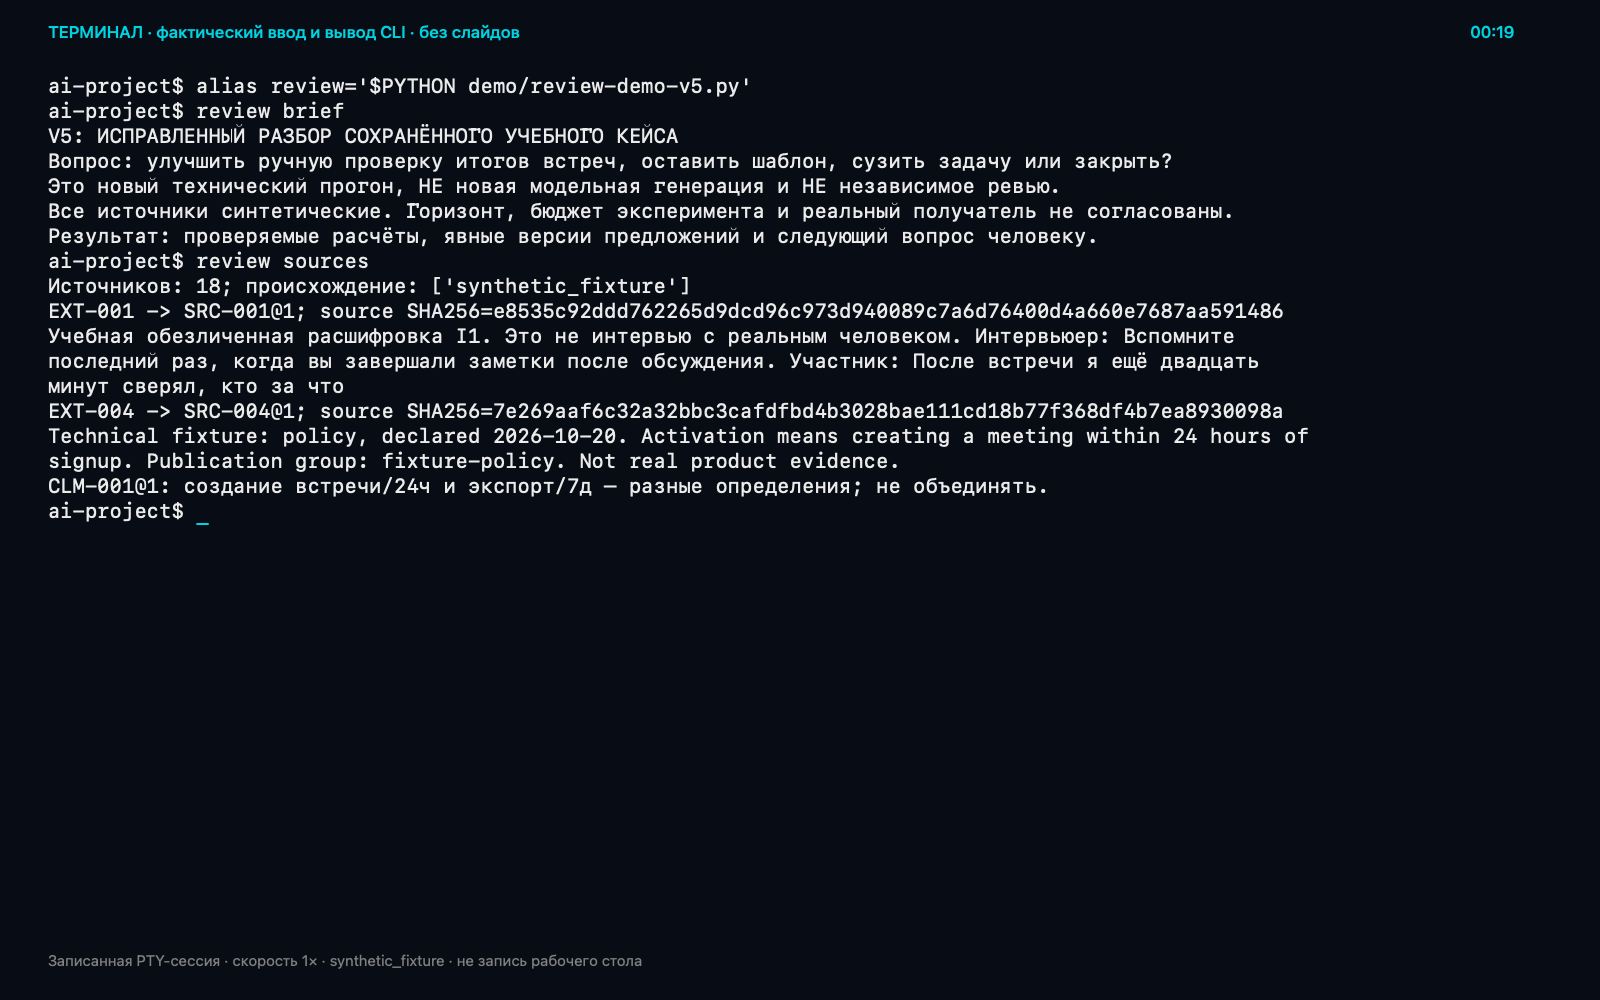 ТЕРМИНАЛ · фактический ввод и вывод CLI · без слайдов
00:19
ai-project$ alias review='$PYTHON demo/review-demo-v5.py'
ai-project$ review brief
V5: ИСПРАВЛЕННЫЙ РАЗБОР СОХРАНЁННОГО УЧЕБНОГО КЕЙСА
Вопрос: улучшить ручную проверку итогов встреч, оставить шаблон, сузить задачу или закрыть?
Это новый технический прогон, НЕ новая модельная генерация и НЕ независимое ревью.
Все источники синтетические. Горизонт, бюджет эксперимента и реальный получатель не согласованы.
Результат: проверяемые расчёты, явные версии предложений и следующий вопрос человеку.
ai-project$ review sources
Источников: 18; происхождение: ['synthetic_fixture']
EXT-001 -> SRC-001@1; source SHA256=e8535c92ddd762265d9dcd96c973d940089c7a6d76400d4a660e7687aa591486
Учебная обезличенная расшифровка I1. Это не интервью с реальным человеком. Интервьюер: Вспомните
последний раз, когда вы завершали заметки после обсуждения. Участник: После встречи я ещё двадцать
минут сверял, кто за что
EXT-004 -> SRC-004@1; source SHA256=7e269aaf6c32a32bbc3cafdfbd4b3028bae111cd18b77f368df4b7ea8930098a
Technical fixture: policy, declared 2026-10-20. Activation means creating a meeting within 24 hours of
signup. Publication group: fixture-policy. Not real product evidence.
CLM-001@1: создание встречи/24ч и экспорт/7д — разные определения; не объединять.
ai-project$ _
Записанная PTY-сессия · скорость 1× · synthetic_fixture · не запись рабочего стола